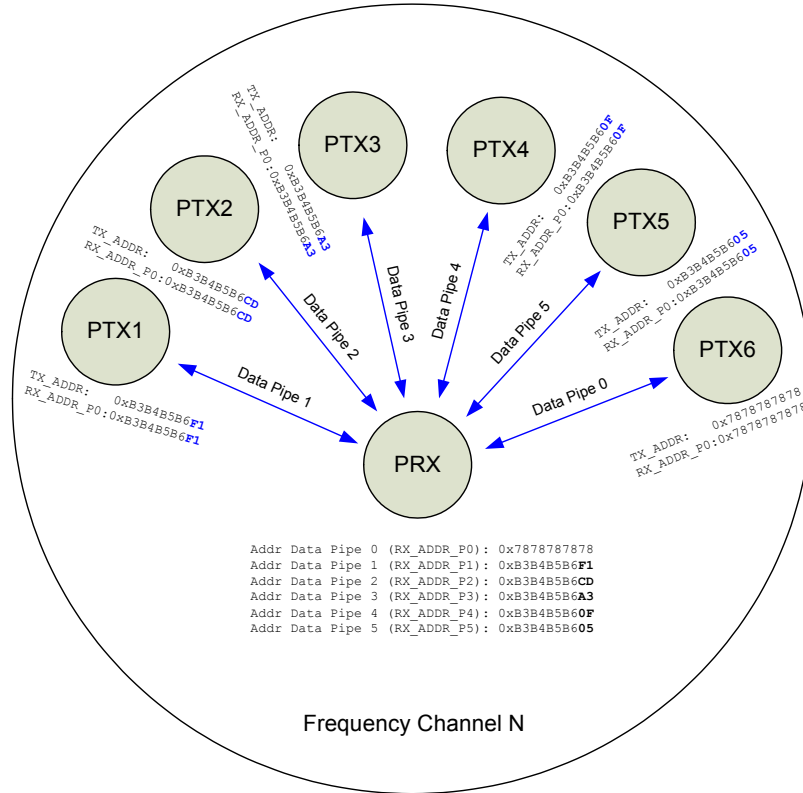 PTX3
PTX4
TX_ADDR: 0xB3B4B5B6A3
RX_ADDR_P0:0xB3B4B5B6A3
TX_ADDR: 0xB3B4B5B60F
RX_ADDR_P0:0xB3B4B5B60F
PTX2
PTX5
TX_ADDR: 0xB3B4B5B6CD
RX_ADDR_P0:0xB3B4B5B6CD
TX_ADDR: 0xB3B4B5B605
RX_ADDR_P0:0xB3B4B5B605
PTX1
PTX6
Data Pipe 2
Data Pipe 3
Data Pipe 4
Data Pipe 5
Data Pipe 1
Data Pipe 0
TX_ADDR: 0xB3B4B5B6F1
RX_ADDR_P0:0xB3B4B5B6F1
TX_ADDR: 0x7878787878
RX_ADDR_P0:0x7878787878
PRX
Addr Data Pipe 0 (RX_ADDR_P0): 0x7878787878
Addr Data Pipe 1 (RX_ADDR_P1): 0xB3B4B5B6F1
Addr Data Pipe 2 (RX_ADDR_P2): 0xB3B4B5B6CD
Addr Data Pipe 3 (RX_ADDR_P3): 0xB3B4B5B6A3
Addr Data Pipe 4 (RX_ADDR_P4): 0xB3B4B5B60F
Addr Data Pipe 5 (RX_ADDR_P5): 0xB3B4B5B605
Frequency Channel N